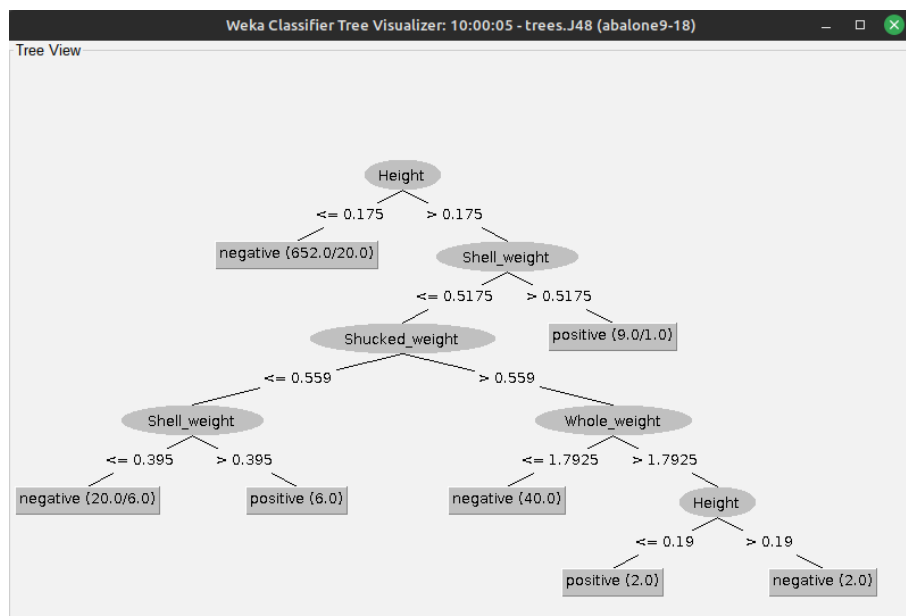 Weka Classifier Tree Visualizer: 10:00:05 - trees.J48 (abalone9-18)
Tree View
Height
<= 0.175 > 0.175
negative (652.0/20.0)
Shell_weight
<= 0.5175 > 0.5175
Shucked_weight
positive (9.0/1.0)
<= 0.559 > 0.559
Shell_weight Whole_weight
<= 0.395 > 0.395 <= 1.7925 > 1.7925
negative (20.0/6.0) positive (6.0) negative (40.0) Height
<= 0.19 > 0.19
positive (2.0) negative (2.0)